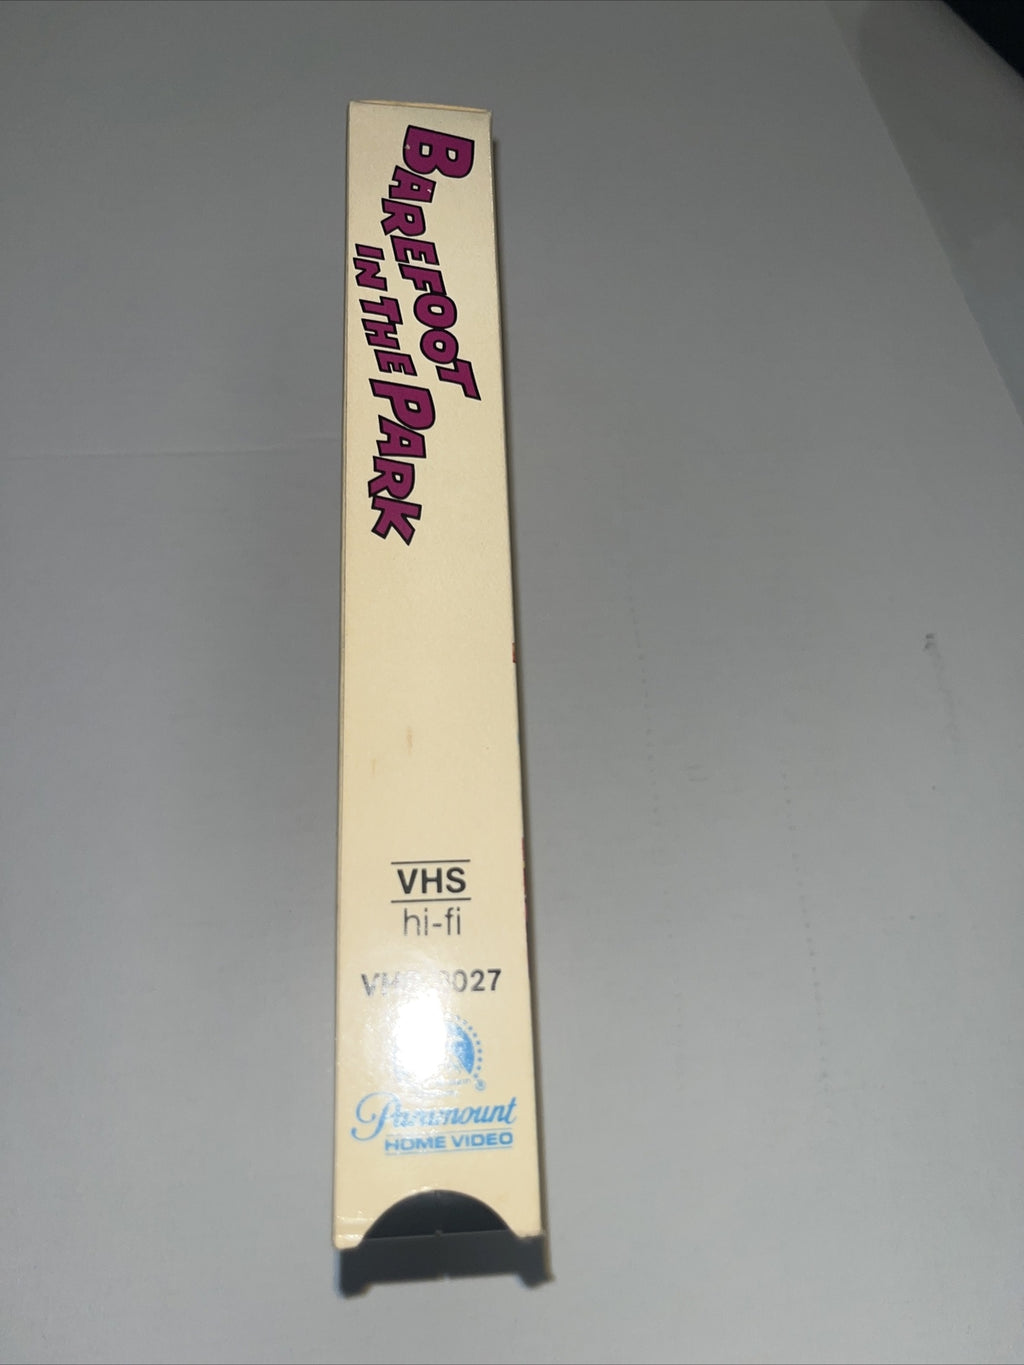 BAREFOOT
IN THE PARK
VHS
hi-fi
Paramount
HOME VIDEO